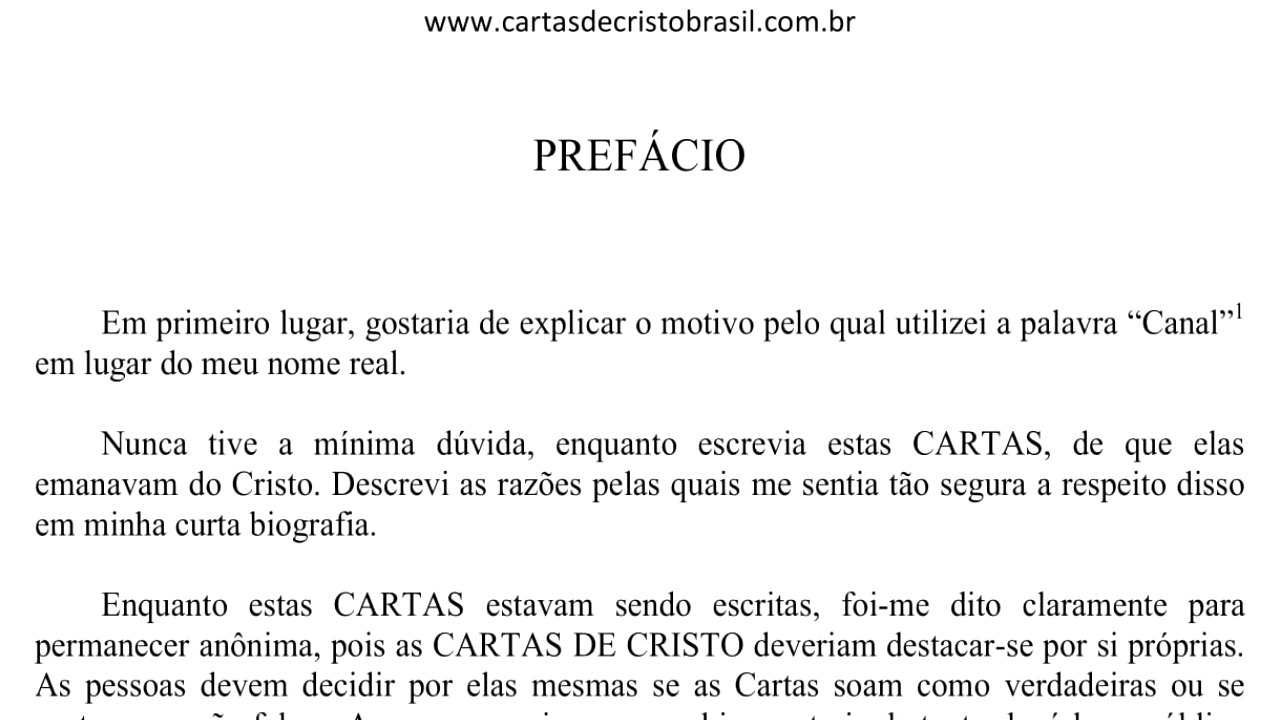 www.cartasdecristobrasil.com.br
PREFÁCIO
Em primeiro lugar, gostaria de explicar o motivo pelo qual utilizei a palavra “Canal”¹
em lugar do meu nome real.
Nunca tive a mínima dúvida, enquanto escrevia estas CARTAS, de que elas
emanavam do Cristo. Descrevi as razões pelas quais me sentia tão segura a respeito disso
em minha curta biografia.
Enquanto estas CARTAS estavam sendo escritas, foi-me dito claramente para
permanecer anônima, pois as CARTAS DE CRISTO deveriam destacar-se por si próprias.
As pessoas devem decidir por elas mesmas se as Cartas soam como verdadeiras ou se